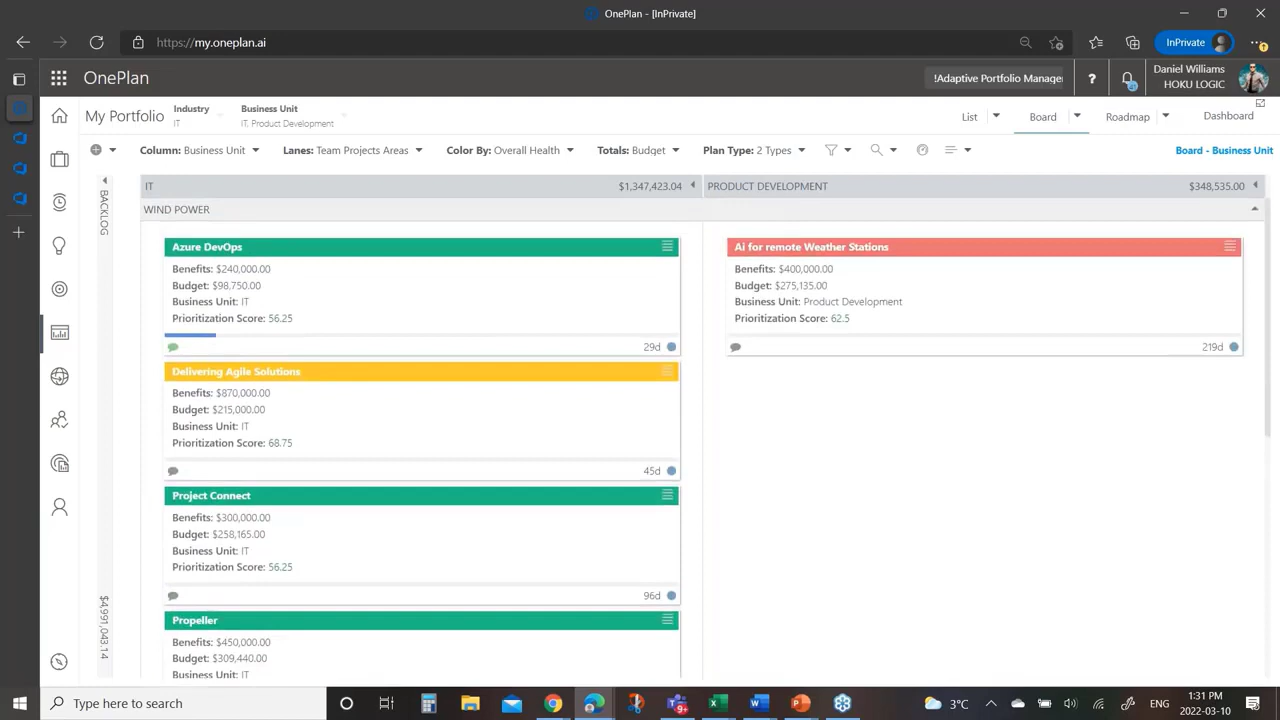 OnePlan - [InPrivate]
https://my.oneplan.ai
InPrivate
OnePlan
!Adaptive Portfolio Manager
?
Daniel Williams
HOKU LOGIC
My Portfolio
Industry
IT
Business Unit
IT, Product Development
List
Board
Roadmap
Dashboard
Column: Business Unit
Lanes: Team Projects Areas
Color By: Overall Health
Totals: Budget
Plan Type: 2 Types
Board - Business Unit
BACKLOG
$4,991,043.14
IT
$1,347,423.04
PRODUCT DEVELOPMENT
$348,535.00
WIND POWER
Azure DevOps
Benefits: $240,000.00
Budget: $98,750.00
Business Unit: IT
Prioritization Score: 56.25
29d
Delivering Agile Solutions
Benefits: $870,000.00
Budget: $215,000.00
Business Unit: IT
Prioritization Score: 68.75
45d
Project Connect
Benefits: $300,000.00
Budget: $258,165.00
Business Unit: IT
Prioritization Score: 56.25
96d
Propeller
Benefits: $450,000.00
Budget: $309,440.00
Business Unit: IT
Ai for remote Weather Stations
Benefits: $400,000.00
Budget: $275,135.00
Business Unit: Product Development
Prioritization Score: 62.5
219d
Type here to search
9+
3°C
ENG
1:31 PM
2022-03-10